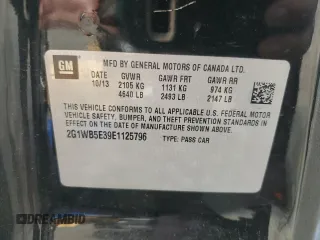 GM
MFD BY GENERAL MOTORS OF CANADA LTD.
DATE GVWR GAWR FRT GAWR RR
10/13 2105 KG 1131 KG 974 KG
4640 LB 2493 LB 2147 LB
THIS VEHICLE CONFORMS TO ALL APPLICABLE U.S. FEDERAL MOTOR
VEHICLE SAFETY, BUMPER, AND THEFT PREVENTION STANDARDS IN
EFFECT ON THE DATE OF MANUFACTURE SHOWN ABOVE.
2G1WB5E39E1125796 TYPE: PASS CAR
DIAMOND BID